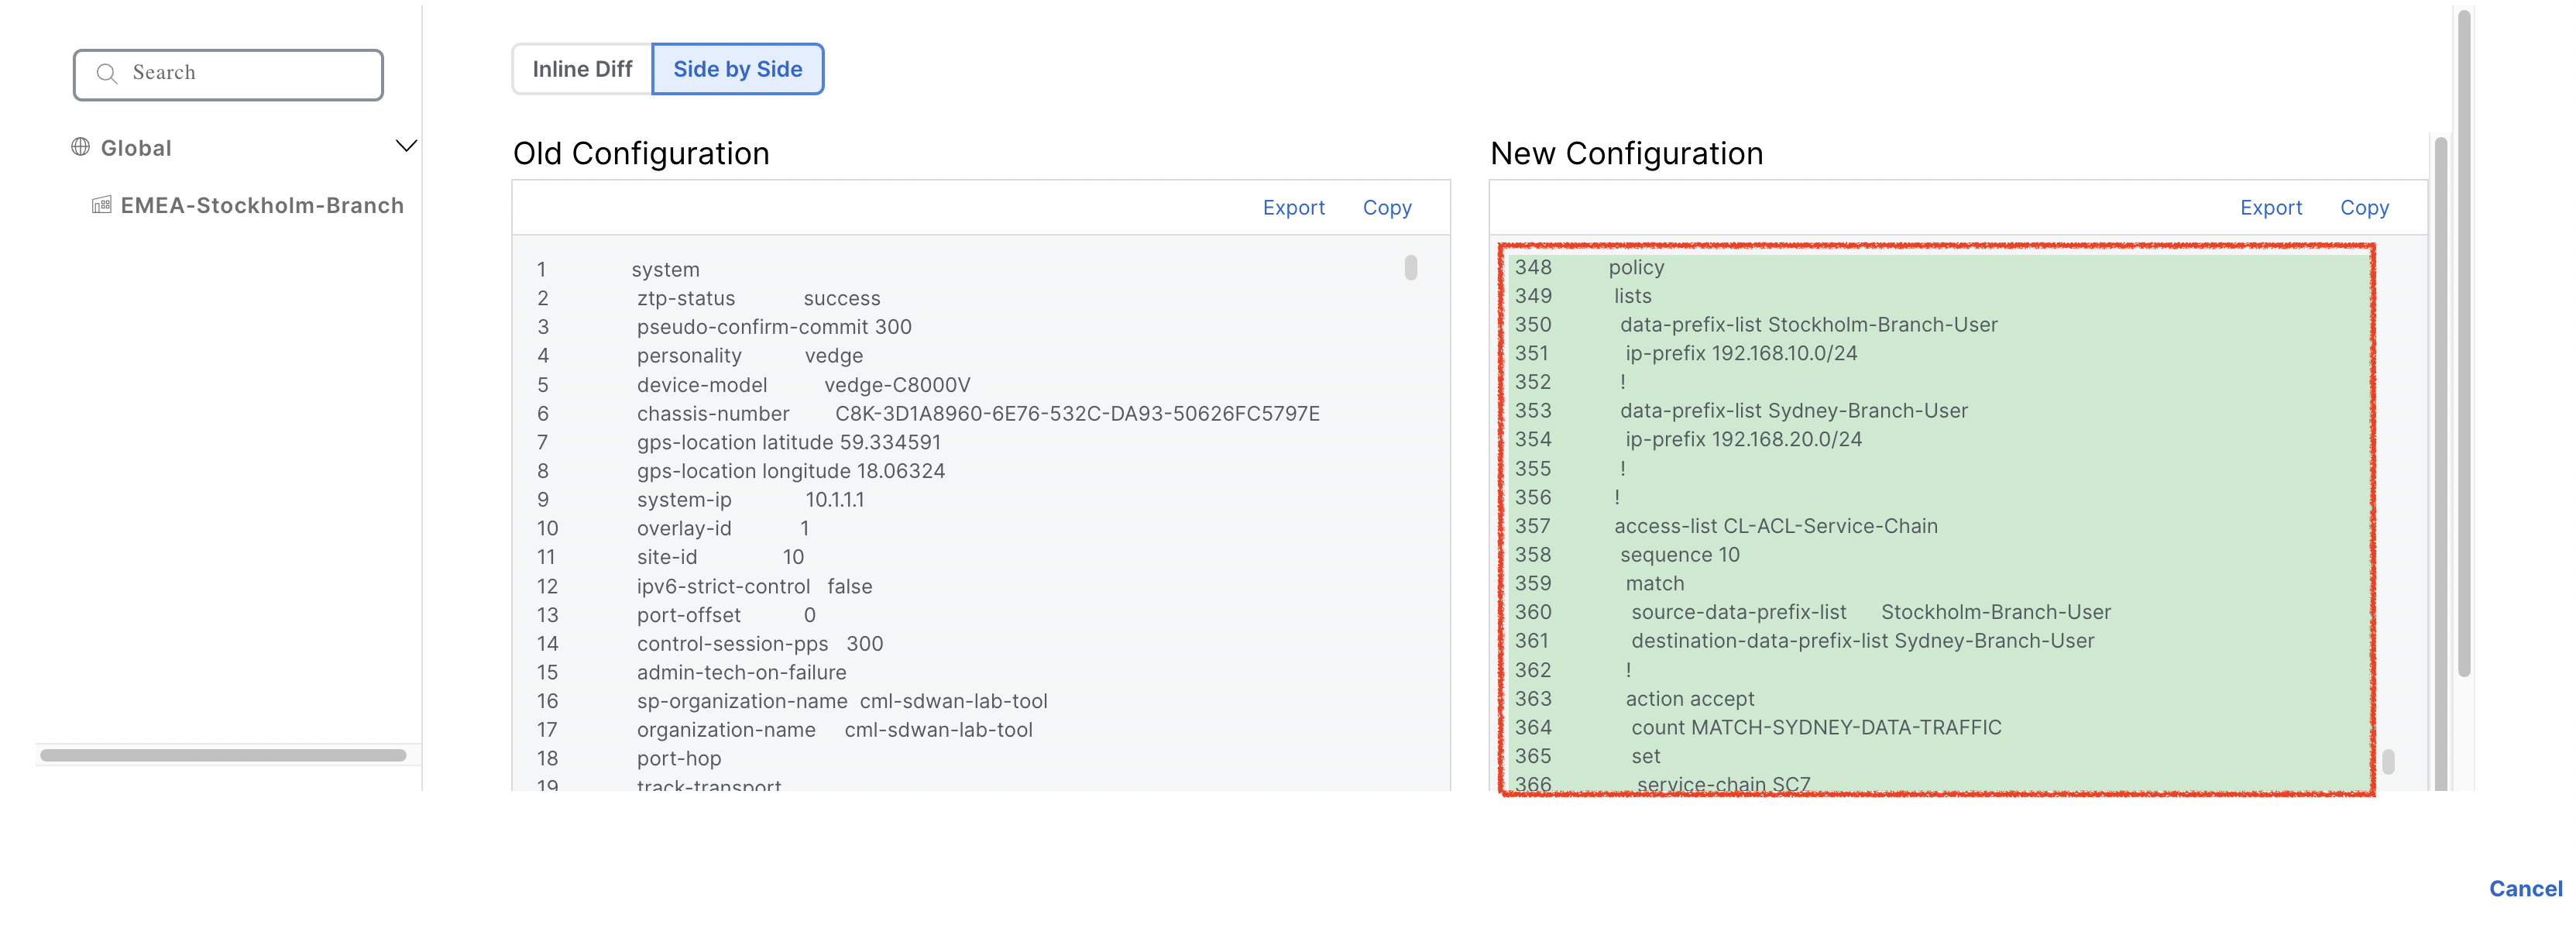 Search
Global
EMEA-Stockholm-Branch
Inline Diff
Side by Side
Old Configuration
Export Copy
1 system
2 ztp-status success
3 pseudo-confirm-commit 300
4 personality vedge
5 device-model vedge-C8000V
6 chassis-number C8K-3D1A8960-6E76-532C-DA93-50626FC5797E
7 gps-location latitude 59.334591
8 gps-location longitude 18.06324
9 system-ip 10.1.1.1
10 overlay-id 1
11 site-id 10
12 ipv6-strict-control false
13 port-offset 0
14 control-session-pps 300
15 admin-tech-on-failure
16 sp-organization-name cml-sdwan-lab-tool
17 organization-name cml-sdwan-lab-tool
18 port-hop
19 track-transport
New Configuration
Export Copy
348 policy
349 lists
350 data-prefix-list Stockholm-Branch-User
351 ip-prefix 192.168.10.0/24
352 !
353 data-prefix-list Sydney-Branch-User
354 ip-prefix 192.168.20.0/24
355 !
356 !
357 access-list CL-ACL-Service-Chain
358 sequence 10
359 match
360 source-data-prefix-list Stockholm-Branch-User
361 destination-data-prefix-list Sydney-Branch-User
362 !
363 action accept
364 count MATCH-SYDNEY-DATA-TRAFFIC
365 set
366 service-chain SC7
Cancel